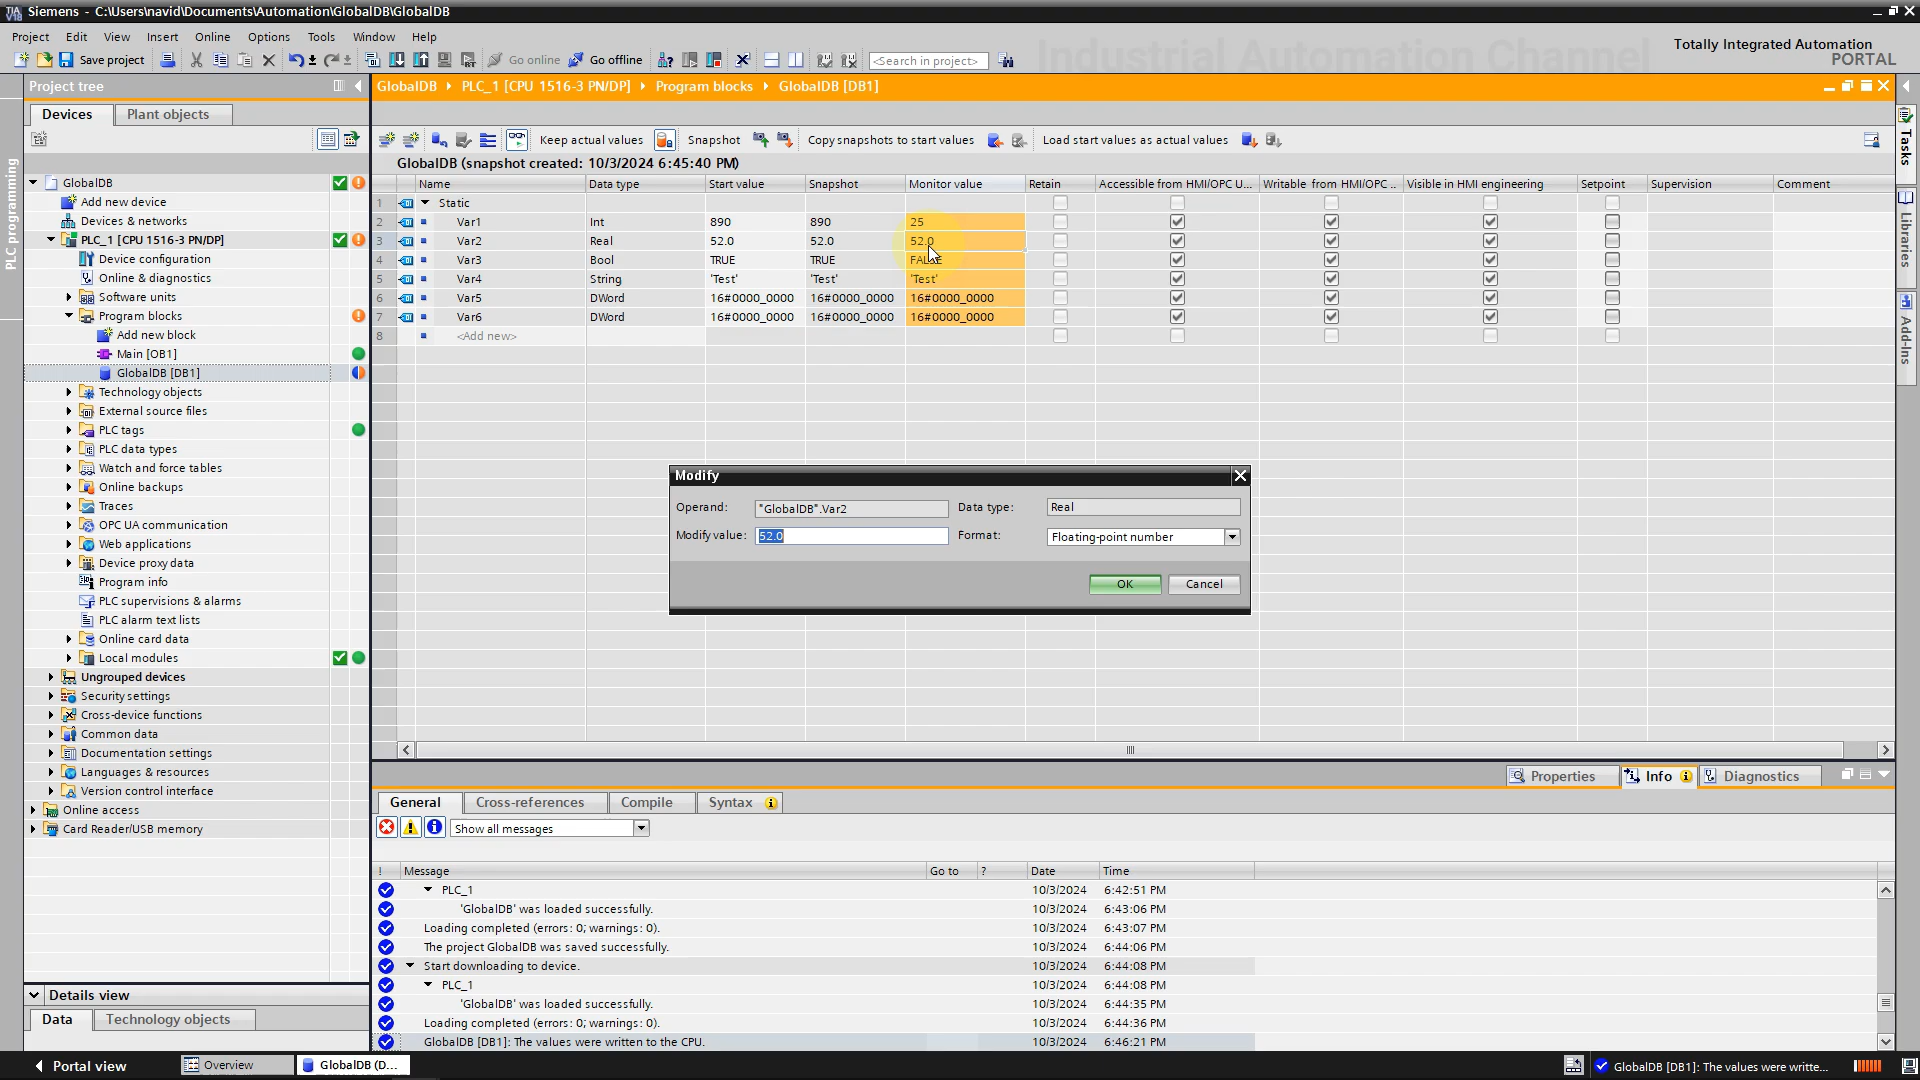 Siemens - C:\Users\navid\Documents\Automation\GlobalDB\GlobalDB
Project Edit View Insert Online Options Tools Window Help
Industrial Automation Channel
Totally Integrated Automation
PORTAL
Save project
Go online
Go offline
<Search in project>
Project tree
GlobalDB PLC_1 [CPU 1516-3 PN/DP] Program blocks GlobalDB [DB1]
Devices
Plant objects
Keep actual values
Snapshot
Copy snapshots to start values
Load start values as actual values
GlobalDB (snapshot created: 10/3/2024 6:45:40 PM)
Name Data type Start value Snapshot Monitor value Retain Accessible from HMI/OPC U... Writable from HMI/OPC .. Visible in HMI engineering Setpoint Supervision Comment
1 Static
2 Var1 Int 890 890 25
3 Var2 Real 52.0 52.0 52.0
4 Var3 Bool TRUE TRUE FALSE
5 Var4 String 'Test' 'Test' 'Test'
6 Var5 DWord 16#0000_0000 16#0000_0000 16#0000_0000
7 Var6 DWord 16#0000_0000 16#0000_0000 16#0000_0000
8 <Add new>
GlobalDB
Add new device
Devices & networks
PLC_1 [CPU 1516-3 PN/DP]
Device configuration
Online & diagnostics
Software units
Program blocks
Add new block
Main [OB1]
GlobalDB [DB1]
Technology objects
External source files
PLC tags
PLC data types
Watch and force tables
Online backups
Traces
OPC UA communication
Web applications
Device proxy data
Program info
PLC supervisions & alarms
PLC alarm text lists
Online card data
Local modules
Ungrouped devices
Security settings
Cross-device functions
Common data
Documentation settings
Languages & resources
Version control interface
Online access
Card Reader/USB memory
PLC programming
Tasks
Libraries
Add-Ins
Modify
Operand: "GlobalDB".Var2 Data type: Real
Modify value: 52.0 Format: Floating-point number
OK
Cancel
Properties
Info
Diagnostics
General
Cross-references
Compile
Syntax
Show all messages
! Message Go to ? Date Time
PLC_1 10/3/2024 6:42:51 PM
'GlobalDB' was loaded successfully. 10/3/2024 6:43:06 PM
Loading completed (errors: 0; warnings: 0). 10/3/2024 6:43:07 PM
The project GlobalDB was saved successfully. 10/3/2024 6:44:06 PM
Start downloading to device. 10/3/2024 6:44:08 PM
PLC_1 10/3/2024 6:44:08 PM
'GlobalDB' was loaded successfully. 10/3/2024 6:44:35 PM
Loading completed (errors: 0; warnings: 0). 10/3/2024 6:44:36 PM
GlobalDB [DB1]: The values were written to the CPU. 10/3/2024 6:46:21 PM
Details view
Data
Technology objects
Portal view
Overview
GlobalDB (D...
GlobalDB [DB1]: The values were writte...